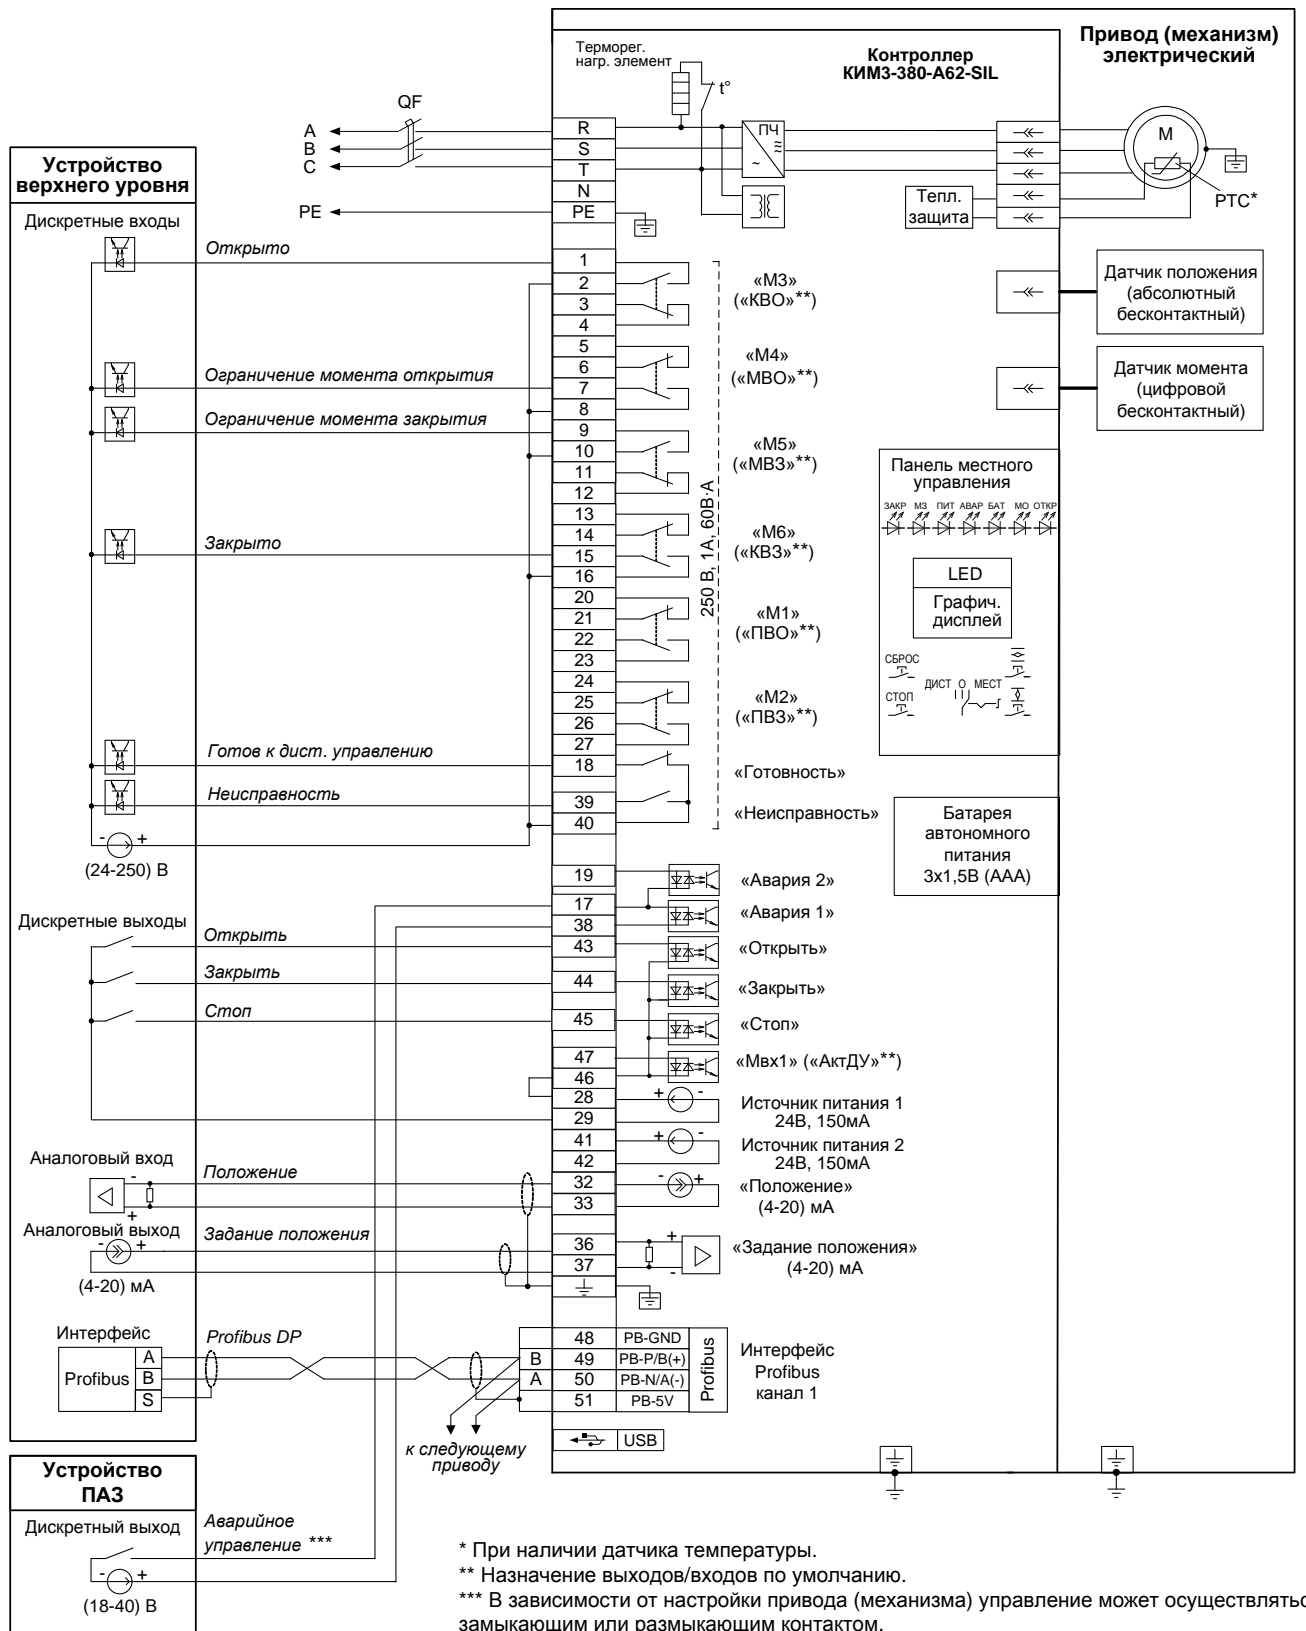 Привод (механизм)
электрический
Контроллер
КИМ3-380-А62-SIL
Терморег.
нагр. элемент
t°
QF
A
B
C
PE
R
S
T
N
PE
ПЧ
≈
~
M
PTC*
Тепл.
защита
Устройство
верхнего уровня
Дискретные входы
Открыто
Ограничение момента открытия
Ограничение момента закрытия
Закрыто
Готов к дист. управлению
Неисправность
- +
(24-250) В
1
2
3
4
5
6
7
8
9
10
11
12
13
14
15
16
20
21
22
23
24
25
26
27
18
39
40
«М3»
(«КВО»**)
«М4»
(«МВО»**)
«М5»
(«МВЗ»**)
«М6»
(«КВЗ»**)
«М1»
(«ПВО»**)
«М2»
(«ПВЗ»**)
«Готовность»
«Неисправность»
250 В, 1А, 60В·А
Датчик положения
(абсолютный
бесконтактный)
Датчик момента
(цифровой
бесконтактный)
Панель местного
управления
ЗАКР МЗ ПИТ АВАР БАТ МО ОТКР
LED
Графич.
дисплей
СБРОС
СТОП
ДИСТ О МЕСТ
Батарея
автономного
питания
3х1,5В (ААА)
Дискретные выходы
Открыть
Закрыть
Стоп
19
17
38
43
44
45
47
46
28
29
41
42
32
33
36
37
«Авария 2»
«Авария 1»
«Открыть»
«Закрыть»
«Стоп»
«Мвх1» («АктДУ»**)
+ -
Источник питания 1
24В, 150мА
+ -
Источник питания 2
24В, 150мА
- +
«Положение»
(4-20) мА
+
-
«Задание положения»
(4-20) мА
Аналоговый вход
-
+
Положение
Аналоговый выход
- +
(4-20) мА
Задание положения
Интерфейс
Profibus
A
B
S
Profibus DP
B
A
48 PB-GND
49 PB-P/B(+)
50 PB-N/A(-)
51 PB-5V
Profibus
Интерфейс
Profibus
канал 1
USB
к следующему
приводу
Устройство
ПАЗ
Дискретный выход
- +
(18-40) В
Аварийное
управление ***
* При наличии датчика температуры.
** Назначение выходов/входов по умолчанию.
*** В зависимости от настройки привода (механизма) управление может осуществлятьс
замыкающим или размыкающим контактом.